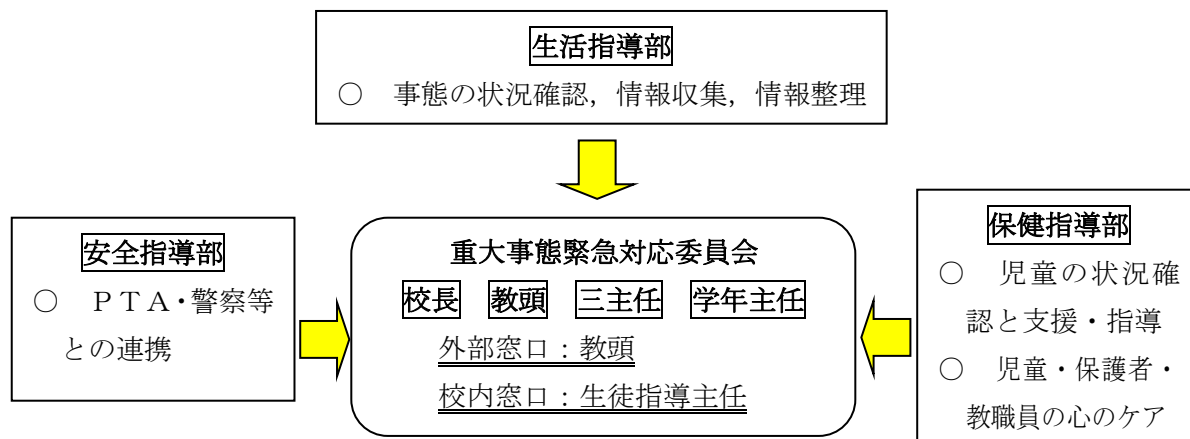 生活指導部
○　事態の状況確認，情報収集，情報整理
安全指導部
○　ＰＴＡ・警察等
との連携
重大事態緊急対応委員会
校長　教頭　三主任　学年主任
外部窓口：教頭
校内窓口：生徒指導主任
保健指導部
○　児童の状況確
認と支援・指導
○　児童・保護者・
教職員の心のケア